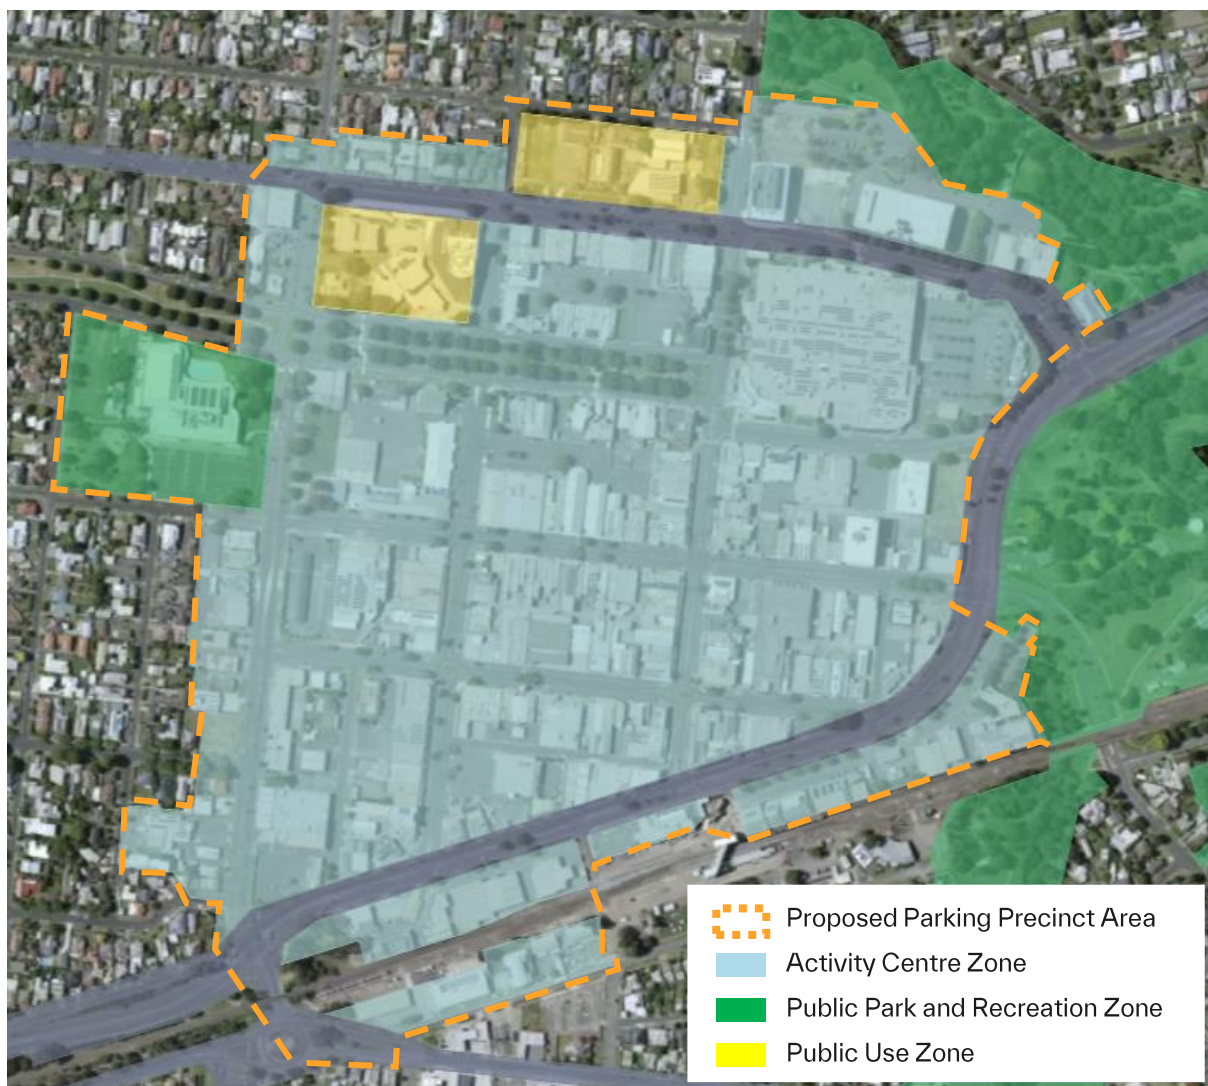 Proposed Parking Precinct Area
Activity Centre Zone
Public Park and Recreation Zone
Public Use Zone